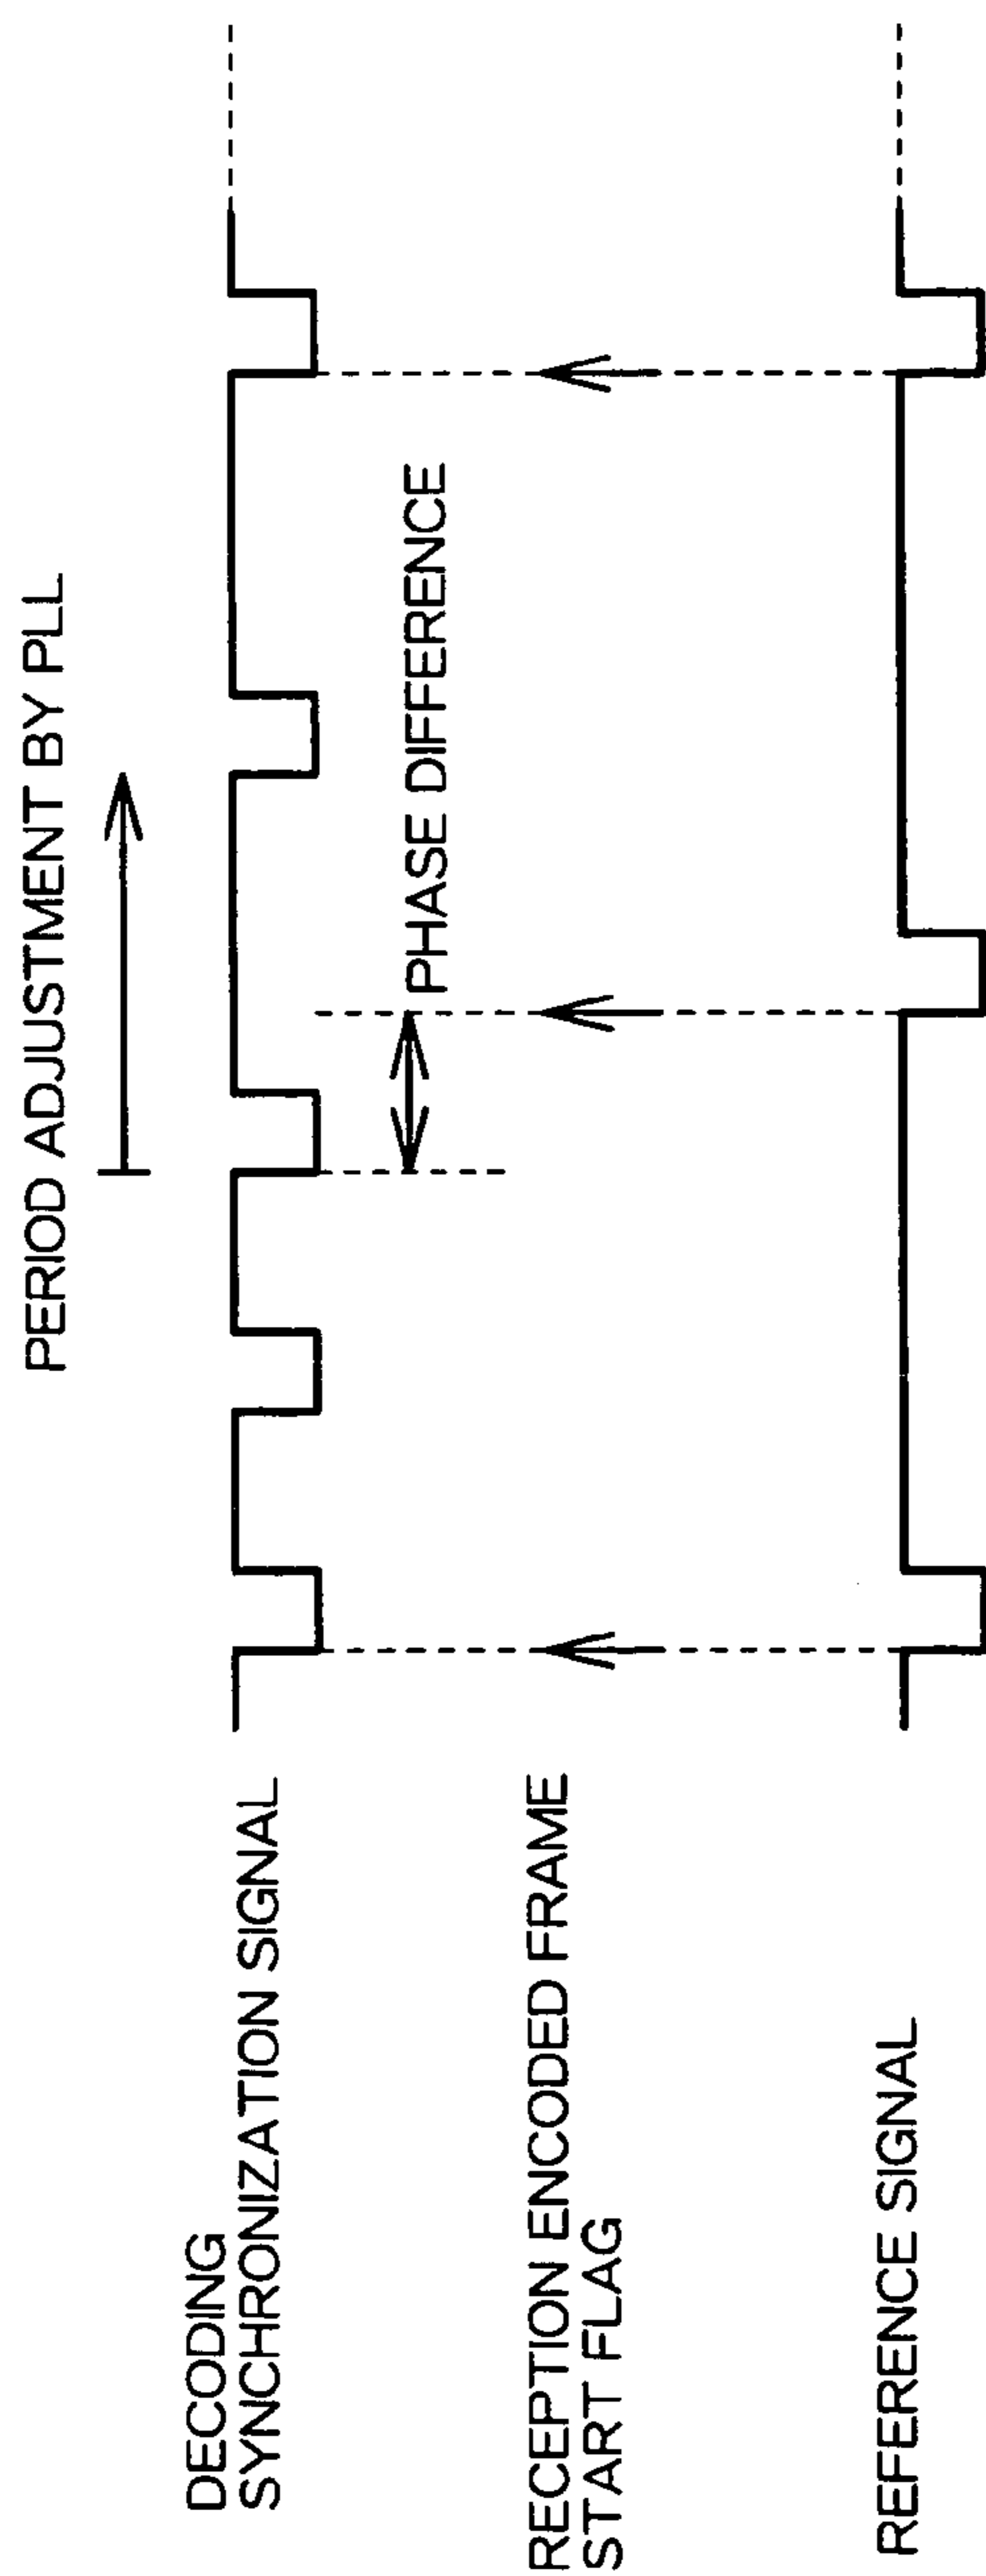 PERIOD ADJUSTMENT BY PLL
DECODING
SYNCHRONIZATION SIGNAL
PHASE DIFFERENCE
RECEPTION ENCODED FRAME
START FLAG
REFERENCE SIGNAL